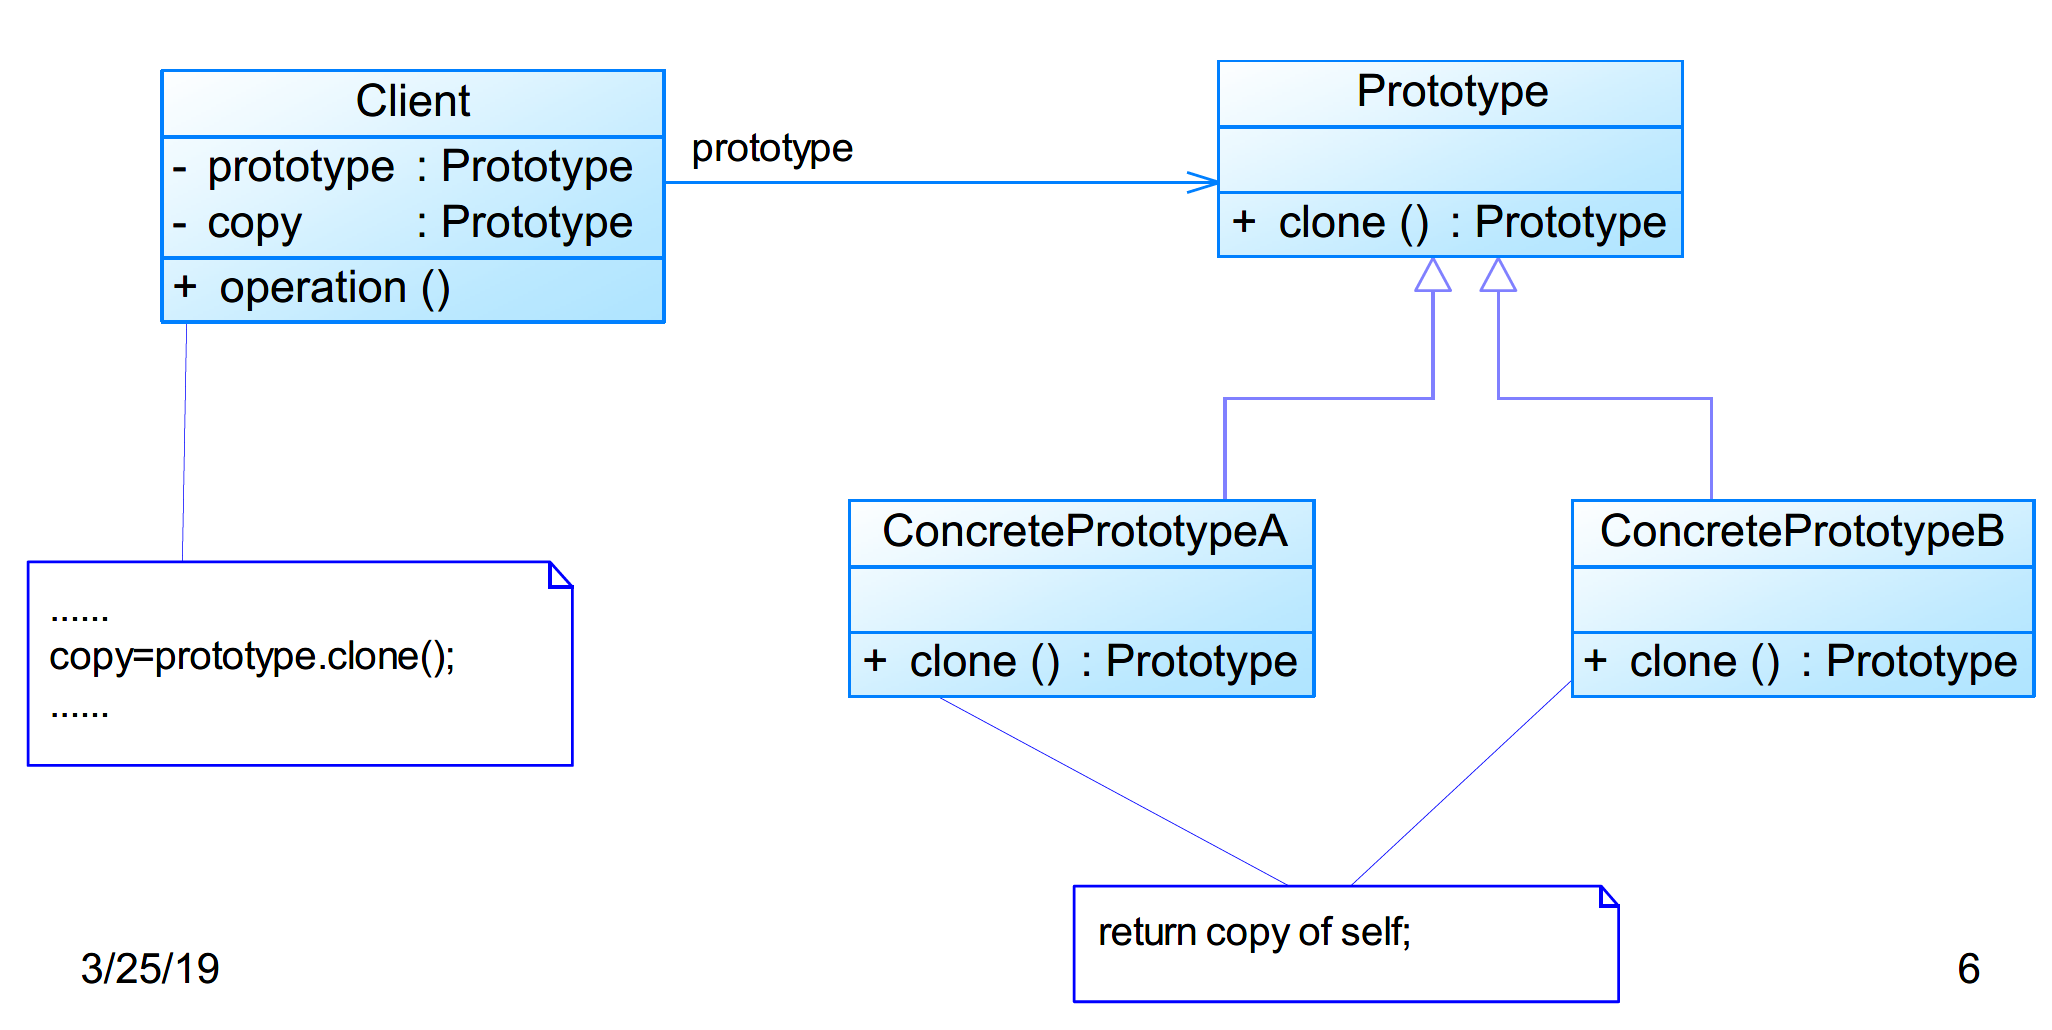 Client
- prototype : Prototype
- copy : Prototype
+ operation ()
prototype
Prototype
+ clone () : Prototype
ConcretePrototypeA
+ clone () : Prototype
ConcretePrototypeB
+ clone () : Prototype
......
copy=prototype.clone();
......
return copy of self;
3/25/19
6